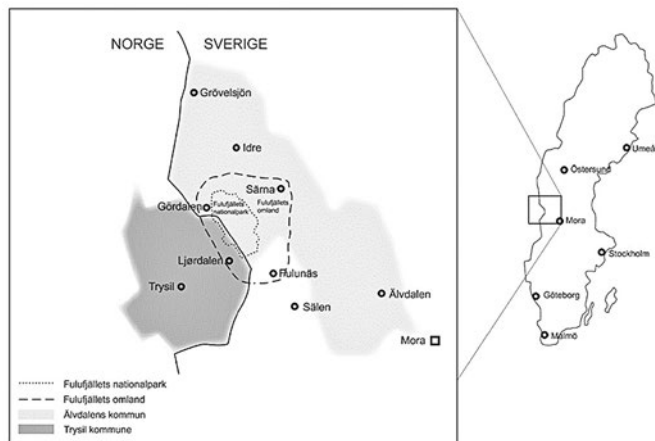 NORGE
SVERIGE
Grövelsjön
Idre
Särna
Gördalen
Fulufjällets
nationalpark
Fulufjällets
omland
Ljørdalen
Fulunäs
Trysil
Sälen
Älvdalen
Mora
Fulufjällets nationalpark
Fulufjällets omland
Älvdalens kommun
Trysil kommune
Umeå
Östersund
Mora
Stockholm
Göteborg
Malmö